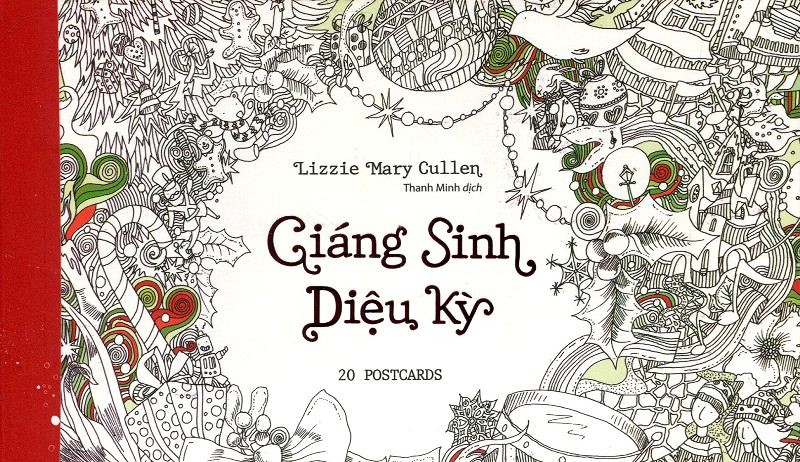 Lizzie Mary Cullen
Thanh Minh dịch
Giáng Sinh
Diệu Kỳ
20 POSTCARDS